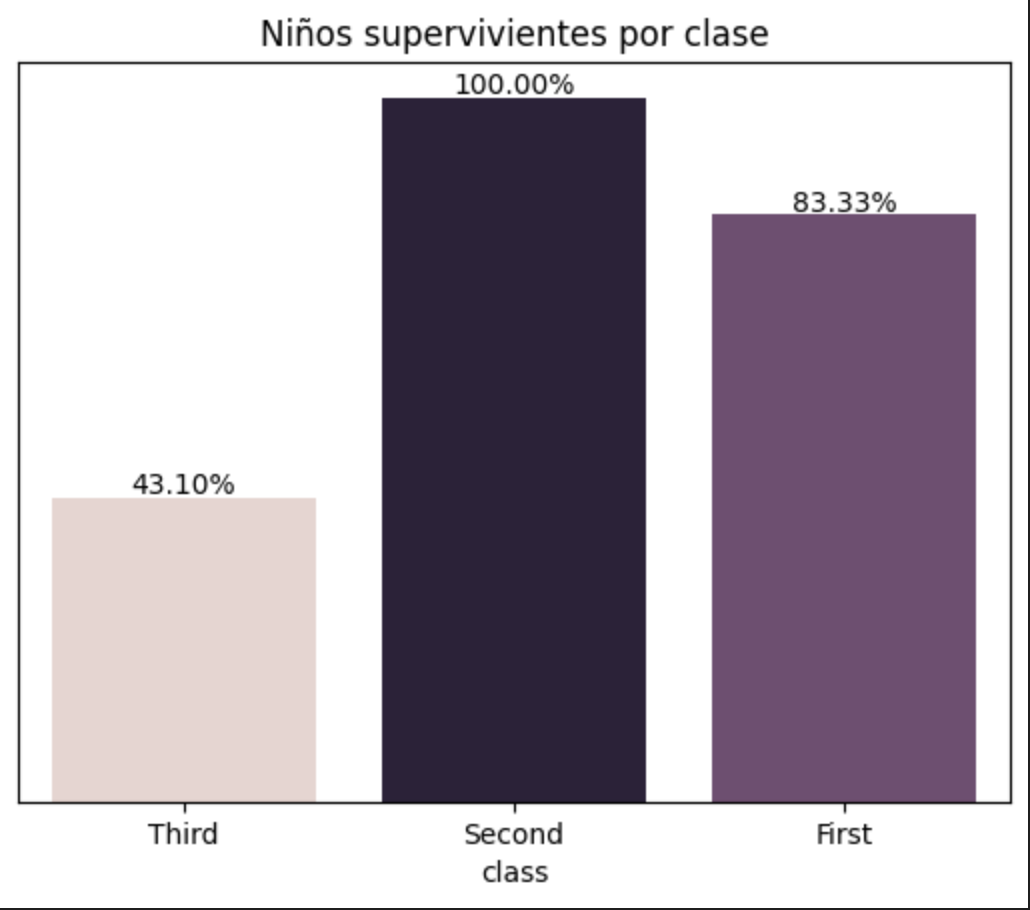 Niños supervivientes por clase
100.00%
83.33%
43.10%
Third Second First
class